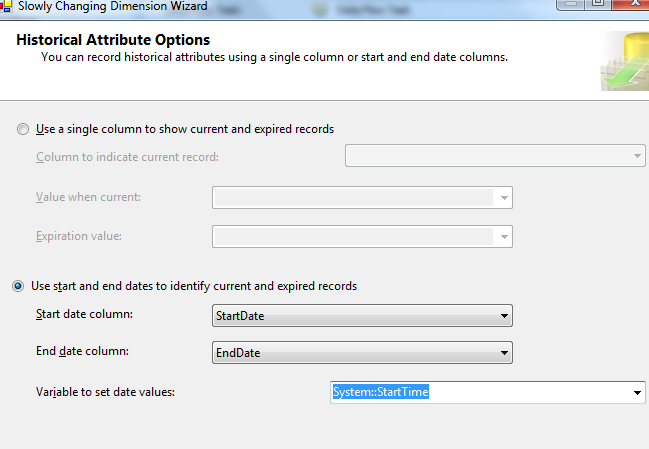 Slowly Changing Dimension Wizard
Historical Attribute Options
You can record historical attributes using a single column or start and end date columns.
Use a single column to show current and expired records
Column to indicate current record:
Value when current:
Expiration value:
Use start and end dates to identify current and expired records
Start date column: StartDate
End date column: EndDate
Variable to set date values: System::StartTime